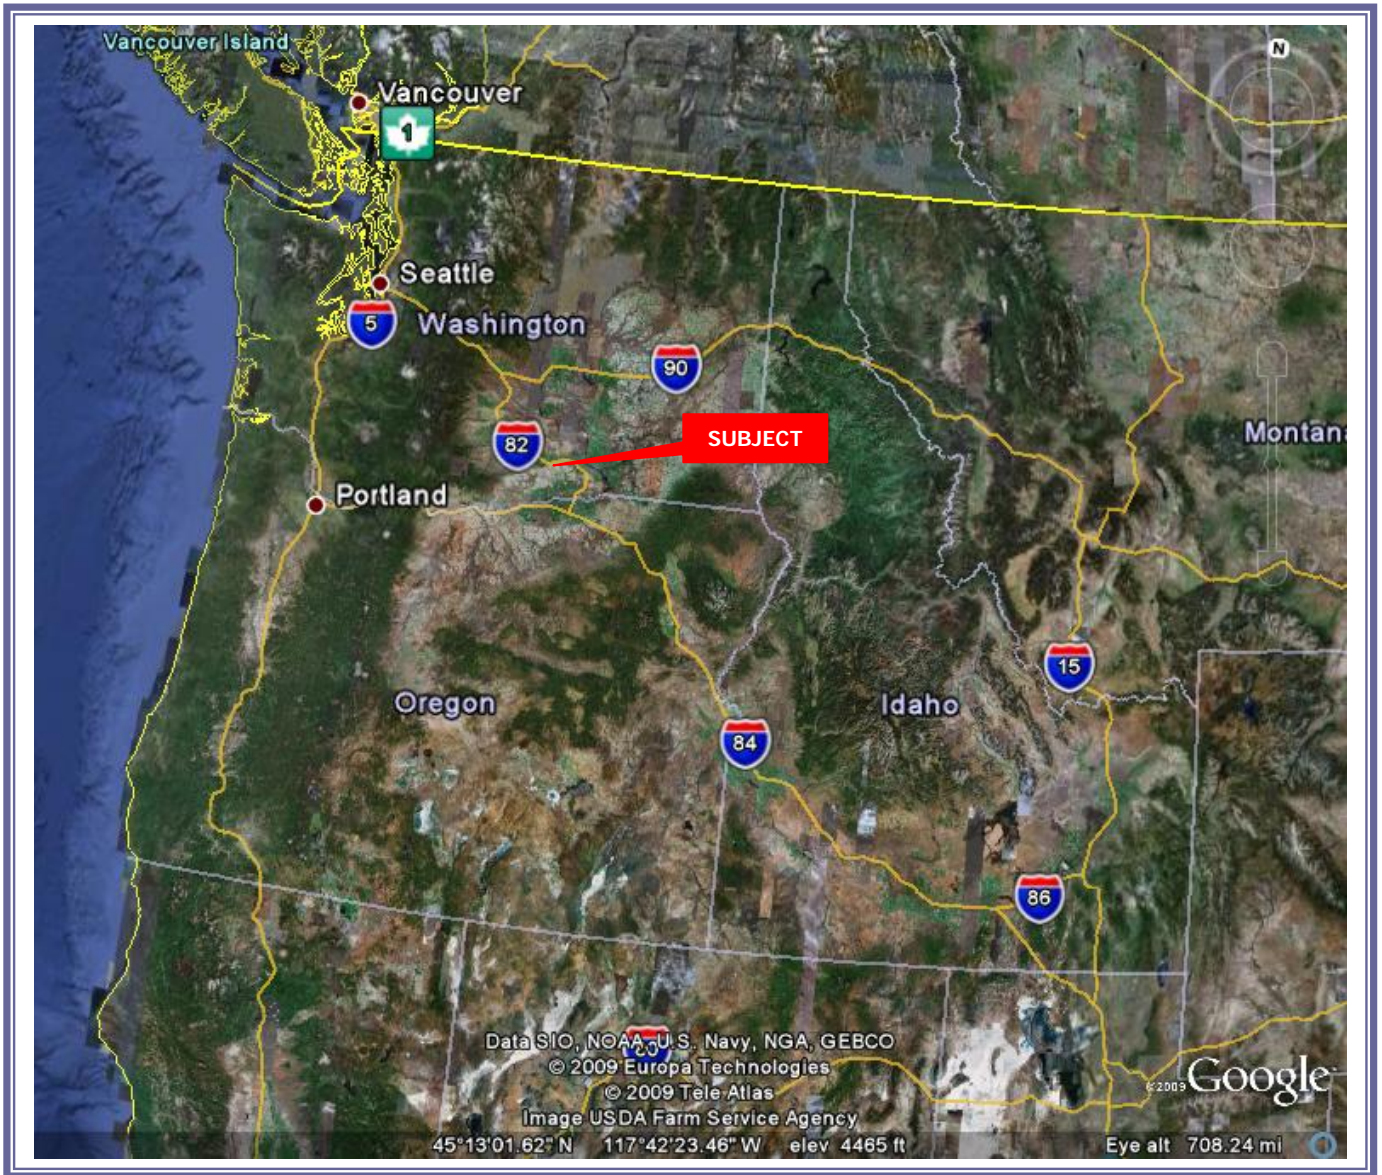 Vancouver Island
N
Vancouver
1
Seattle
5
Washington
90
SUBJECT
82
Montan
Portland
15
Oregon
Idaho
84
86
Data SIO, NOAA, U.S. Navy, NGA, GEBCO
© 2009 Europa Technologies
© 2009 Tele Atlas
©2009 Google
Image USDA Farm Service Agency
45°13'01.62" N 117°42'23.46" W elev 4465 ft Eye alt 708.24 mi